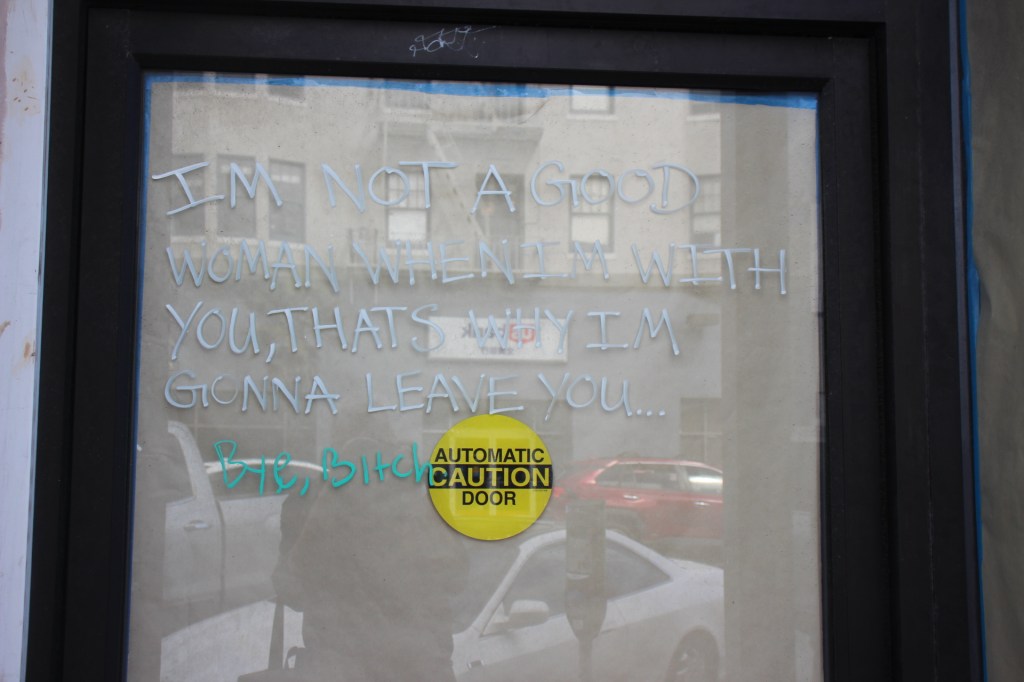 IM NOT A GOOD
WOMAN WHEN IM WITH
YOU, THATS WHY IM
GONNA LEAVE YOU...
Bye, Bitch
AUTOMATIC
CAUTION
DOOR